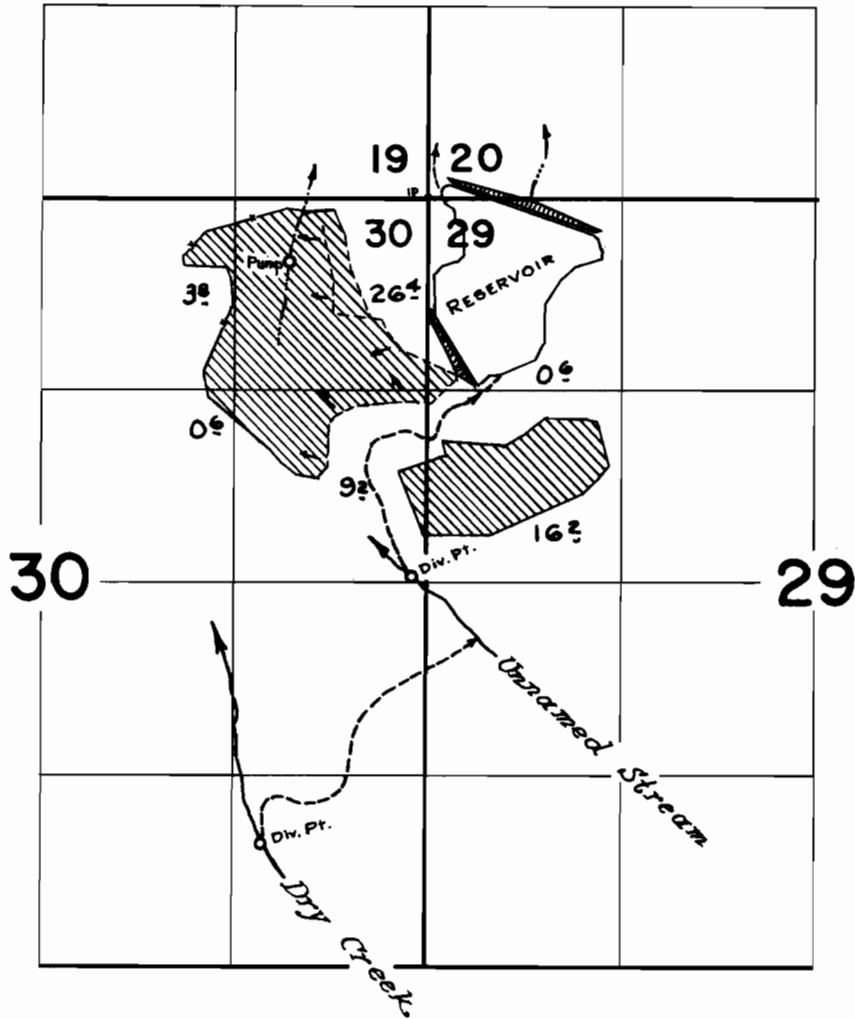 19 20
IP
30 29
Pump
3 8
26 4
RESERVOIR
0 6
0 6
9 2
16 2
30
Div. Pt.
29
Unnamed Stream
Div. Pt.
Dry Creek